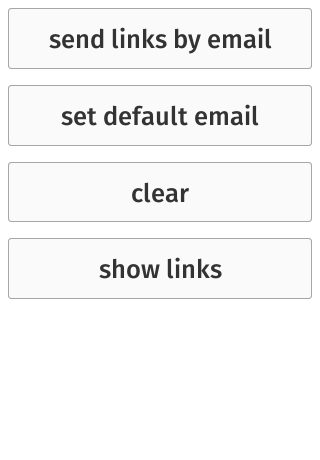 send links by email
set default email
clear
show links